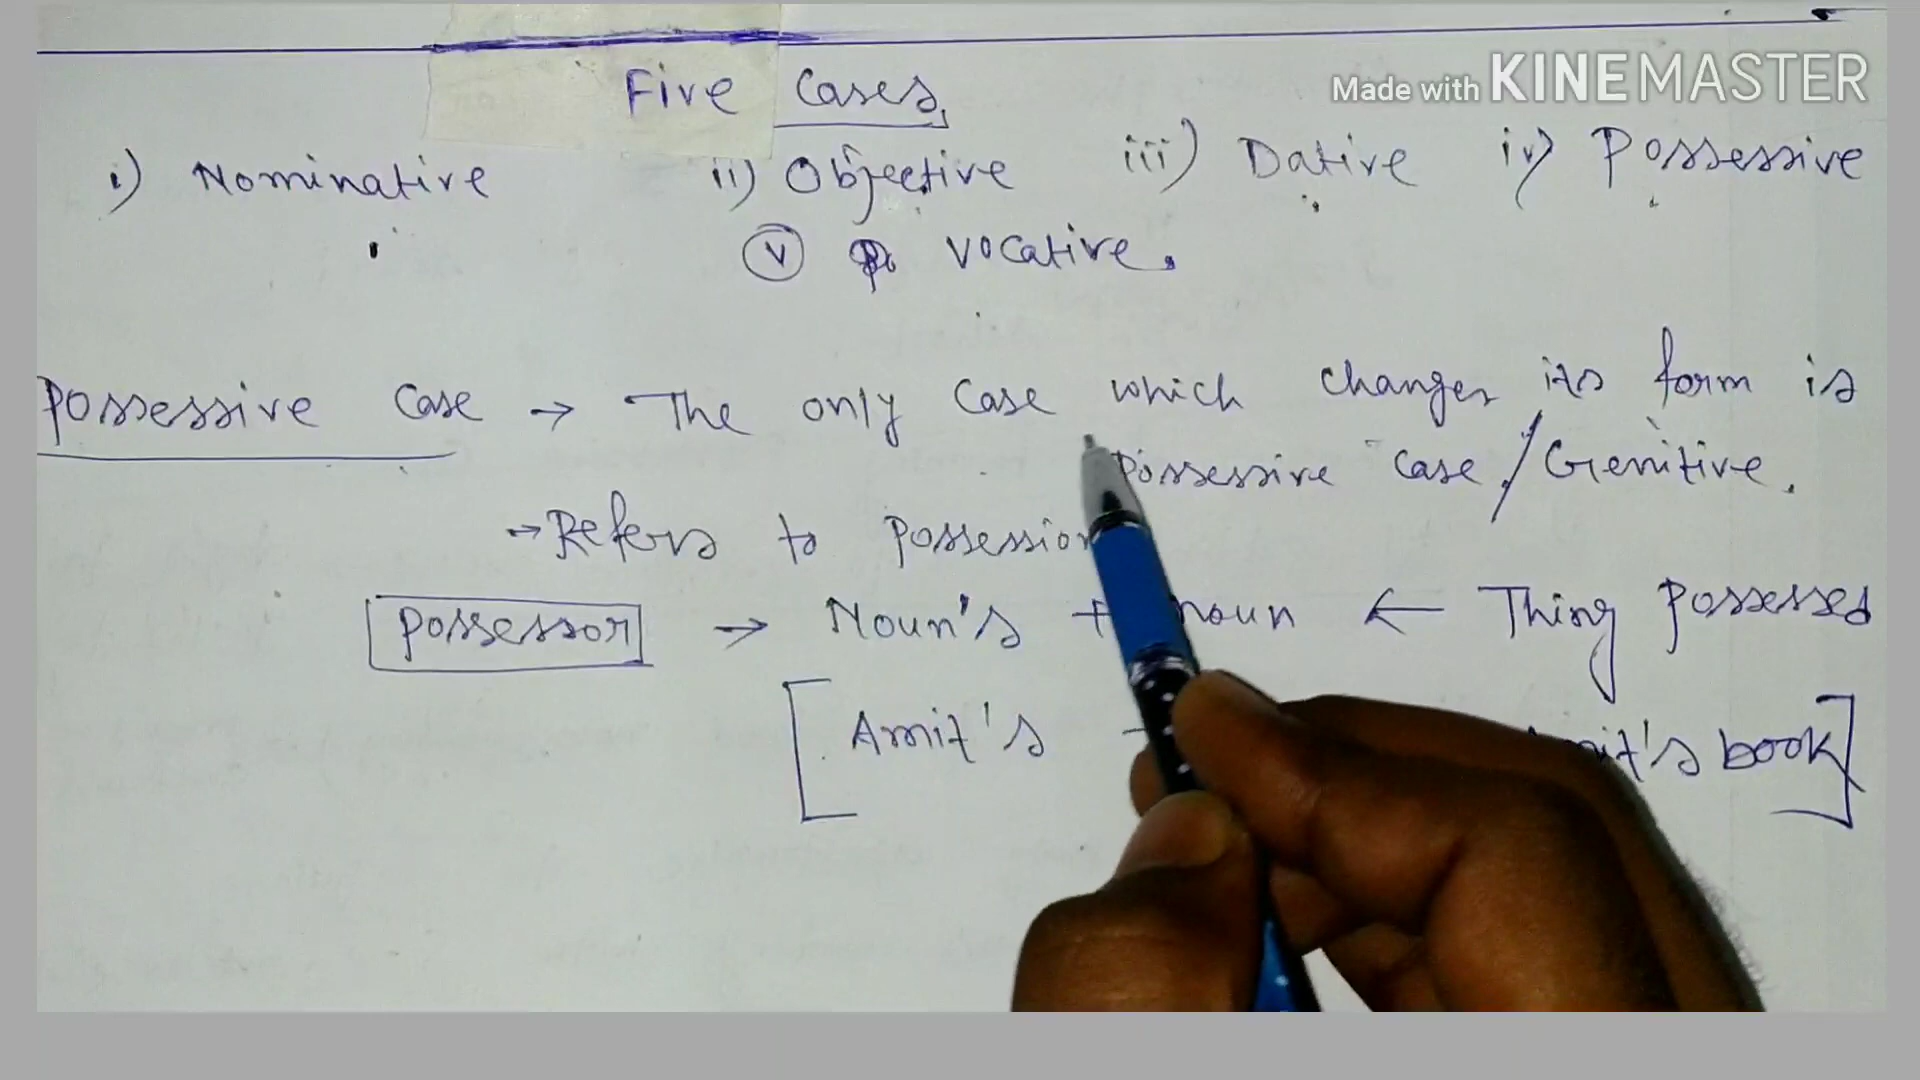 Five Cases,
Made with KINEMASTER
i) Nominative ii) Objective iii) Dative iv) Possessive
v vocative.
Possessive Case → The only Case which changes its form is
Possessive Case / Genitive.
→ Refers to Possession
Possessor → Noun's + noun ← Thing Possessed
[ Amit's book ]